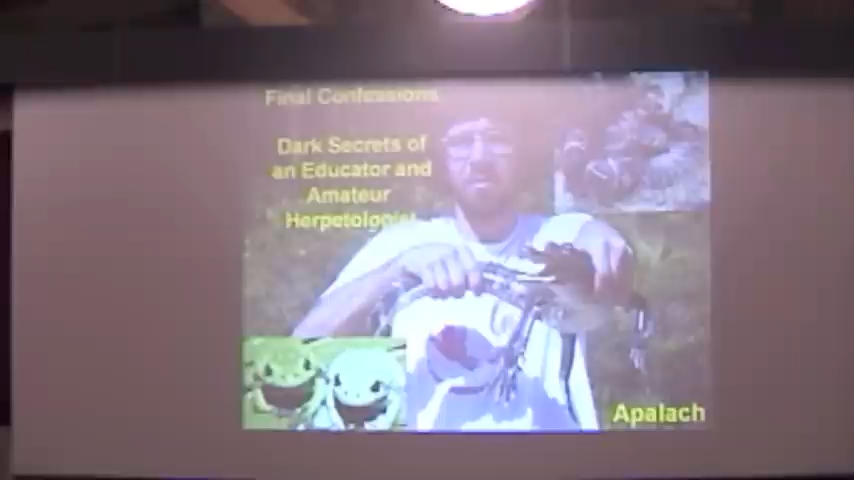 Final Confessions
Dark Secrets of
an Educator and
Amateur
Herpetologist
Apalach